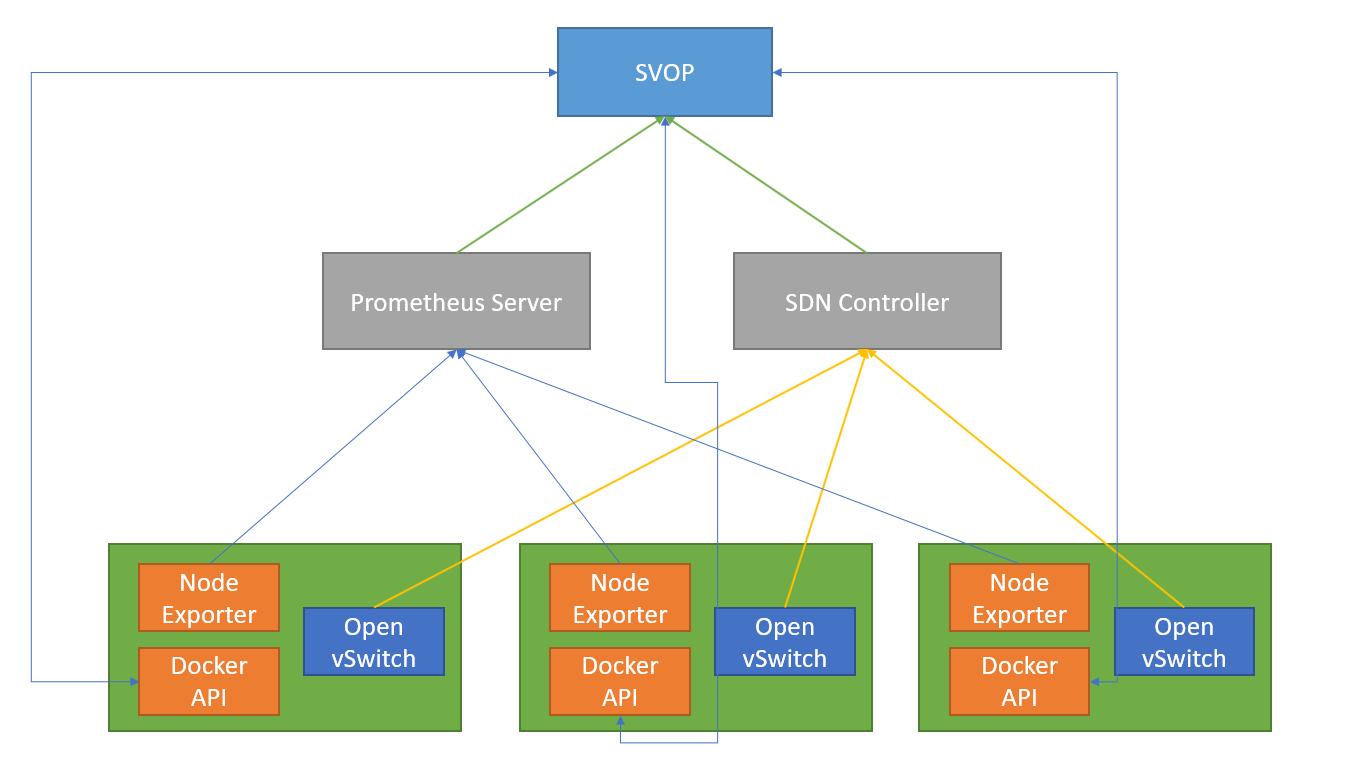 SVOP
Prometheus Server
SDN Controller
Node
Exporter
Docker
API
Open
vSwitch
Node
Exporter
Docker
API
Open
vSwitch
Node
Exporter
Docker
API
Open
vSwitch